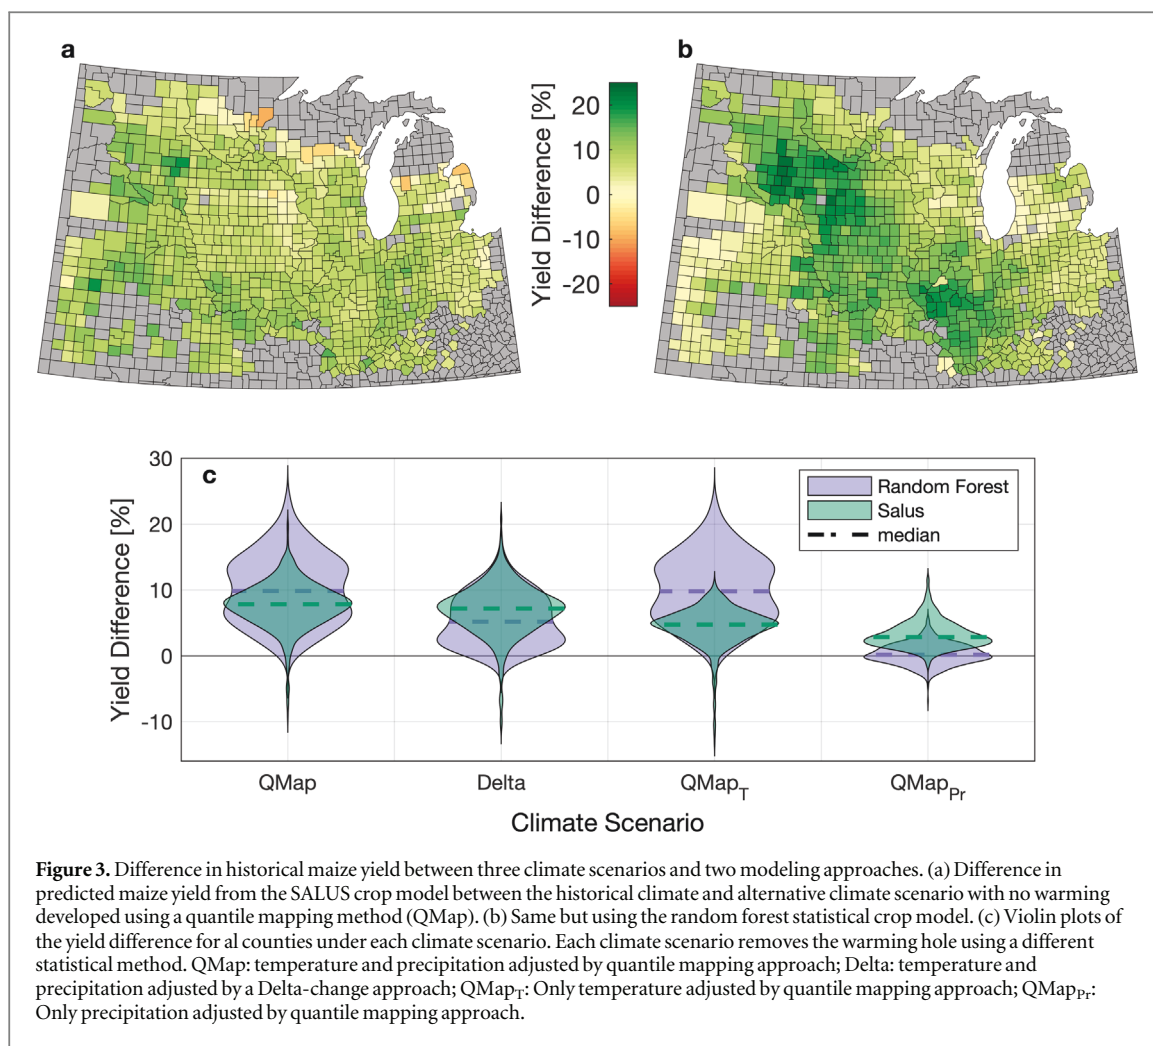 a
b
Yield Difference [%]
20
10
0
-10
-20
c
Yield Difference [%]
30
20
10
0
-10
Random Forest
Salus
median
QMap
Delta
QMap_T
QMap_Pr
Climate Scenario
Figure 3. Difference in historical maize yield between three climate scenarios and two modeling approaches. (a) Difference in
predicted maize yield from the SALUS crop model between the historical climate and alternative climate scenario with no warming
developed using a quantile mapping method (QMap). (b) Same but using the random forest statistical crop model. (c) Violin plots of
the yield difference for al counties under each climate scenario. Each climate scenario removes the warming hole using a different
statistical method. QMap: temperature and precipitation adjusted by quantile mapping approach; Delta: temperature and
precipitation adjusted by a Delta-change approach; QMap_T: Only temperature adjusted by quantile mapping approach; QMap_Pr:
Only precipitation adjusted by quantile mapping approach.